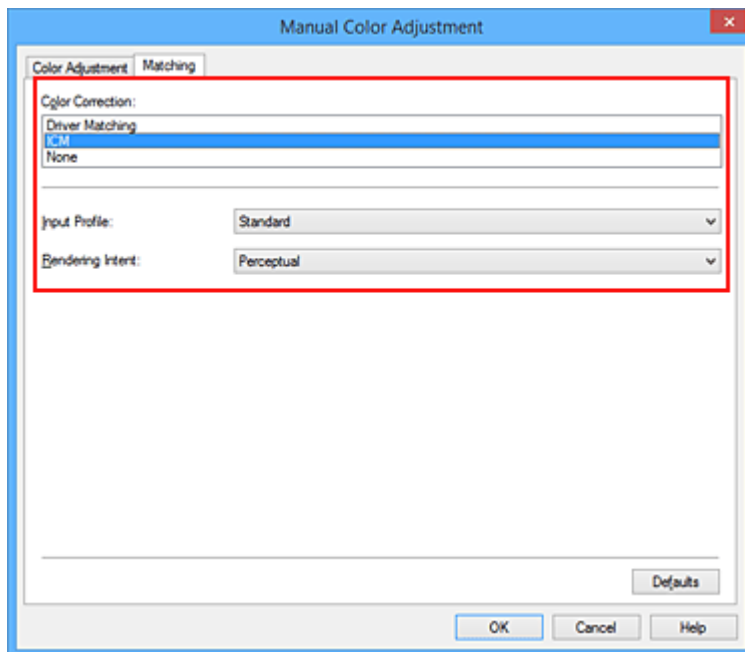 Manual Color Adjustment
Color Adjustment Matching
Color Correction:
Driver Matching
ICM
None
Input Profile: Standard
Rendering Intent: Perceptual
Defaults
OK Cancel Help